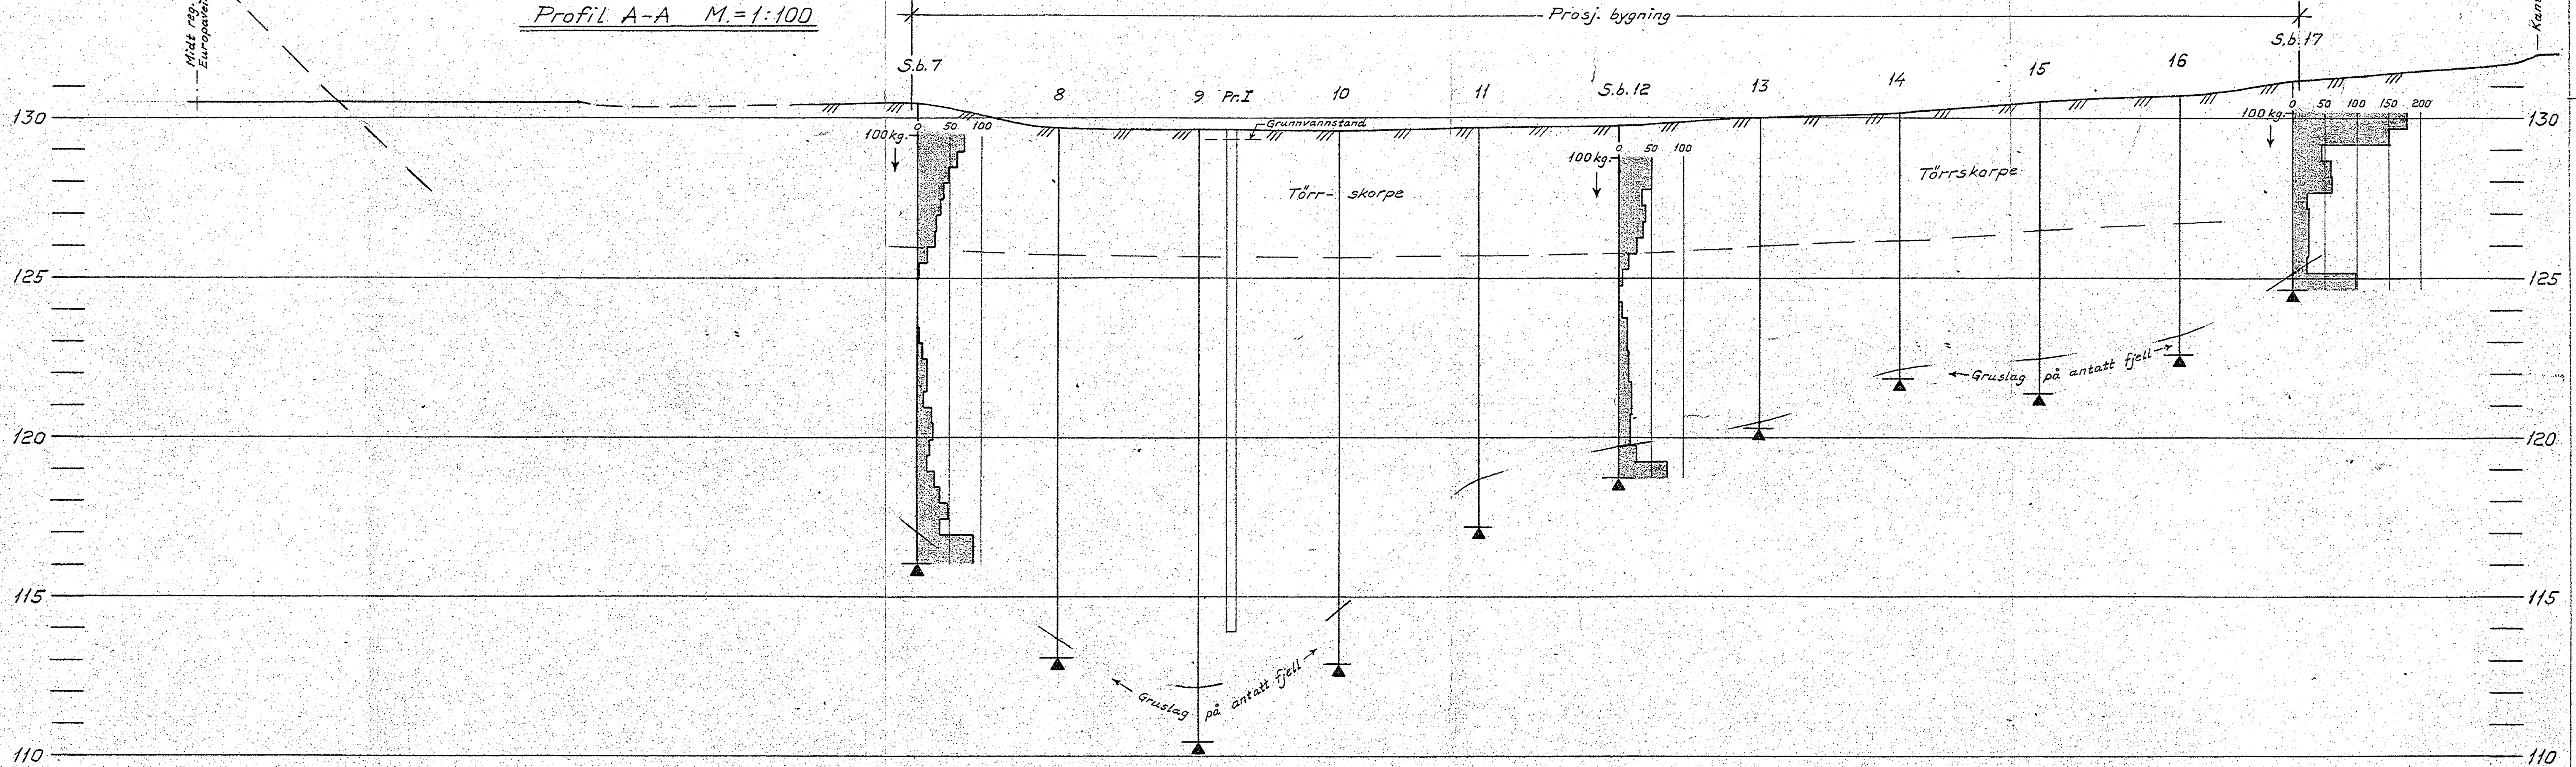 Midt reg.
Europavei
Profil A-A M.=1:100
Prosj. bygning
S.b.7
8
9
Pr.I
10
11
S.b.12
13
14
15
16
S.b.17
130
0 50 100
100 kg.
Grunnvannstand
0 50 100
100 kg.
0 50 100 150 200
100 kg.
130
Törr- skorpe
Törrskorpe
125
125
Gruslag på antatt fjell
120
120
115
115
Gruslag på antatt fjell
110
110